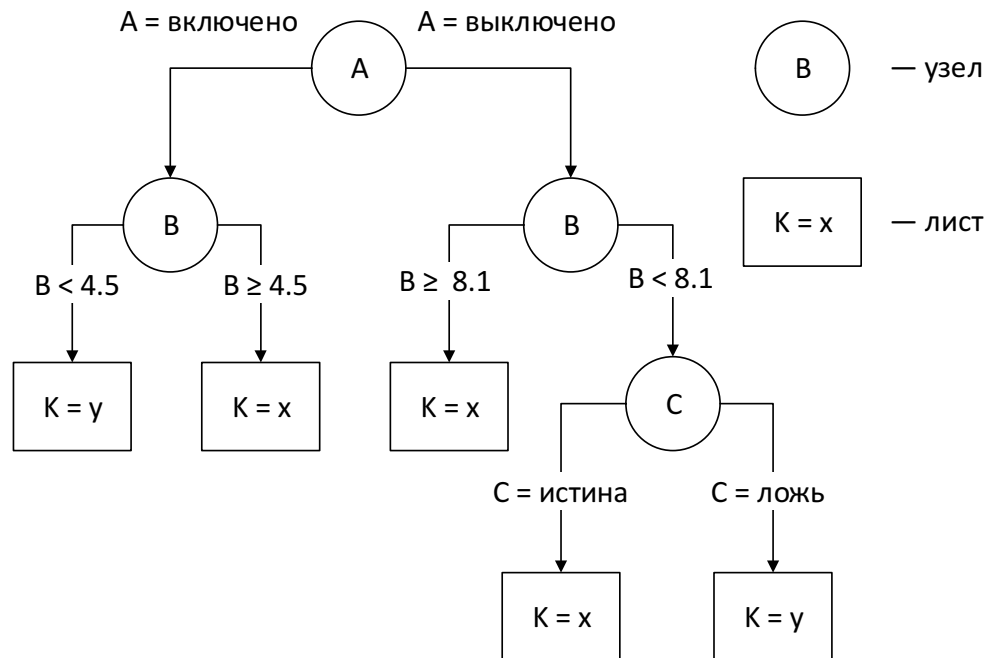 A = включено
A = выключено
A
B
— узел
B
B
K = x
— лист
B < 4.5
B ≥ 4.5
B ≥ 8.1
B < 8.1
K = y
K = x
K = x
C
C = истина
C = ложь
K = x
K = y